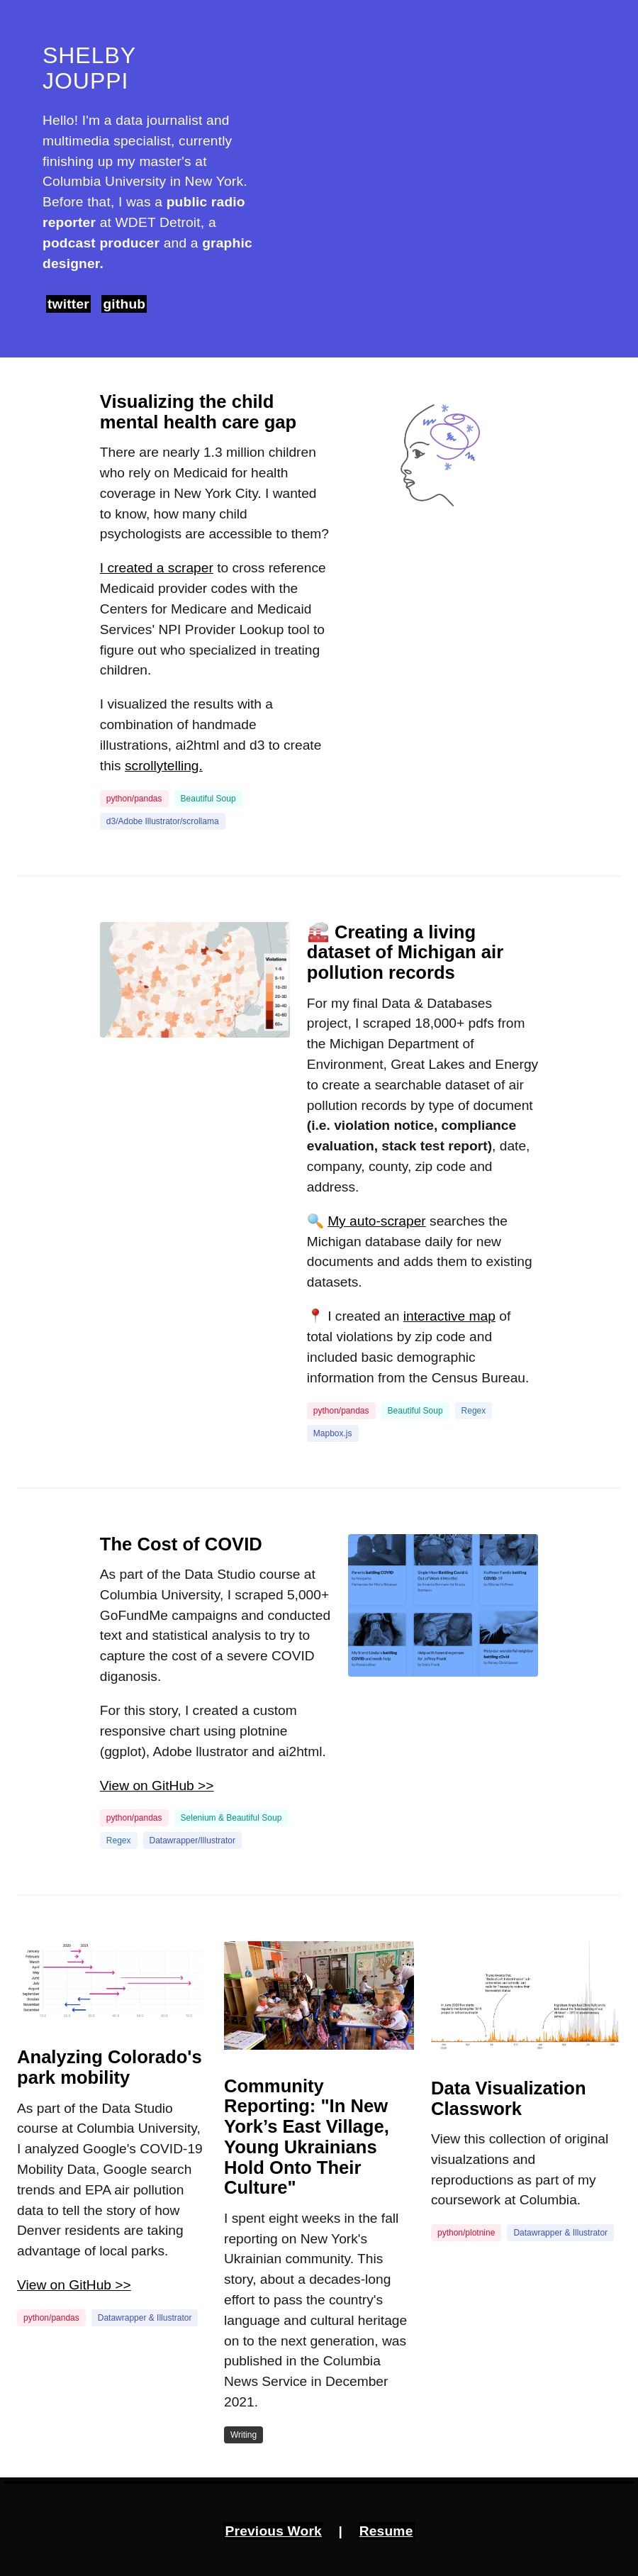 SHELBY
JOUPPI
Hello! I'm a data journalist and
multimedia specialist, currently
finishing up my master's at
Columbia University in New York.
Before that, I was a public radio
reporter at WDET Detroit, a
podcast producer and a graphic
designer.
twitter github
Visualizing the child
mental health care gap
There are nearly 1.3 million children
who rely on Medicaid for health
coverage in New York City. I wanted
to know, how many child
psychologists are accessible to them?
I created a scraper to cross reference
Medicaid provider codes with the
Centers for Medicare and Medicaid
Services' NPI Provider Lookup tool to
figure out who specialized in treating
children.
I visualized the results with a
combination of handmade
illustrations, ai2html and d3 to create
this scrollytelling.
python/pandas Beautiful Soup
d3/Adobe Illustrator/scrollama
Violations
🏭 Creating a living
dataset of Michigan air
pollution records
For my final Data & Databases
project, I scraped 18,000+ pdfs from
the Michigan Department of
Environment, Great Lakes and Energy
to create a searchable dataset of air
pollution records by type of document
(i.e. violation notice, compliance
evaluation, stack test report), date,
company, county, zip code and
address.
🔍 My auto-scraper searches the
Michigan database daily for new
documents and adds them to existing
datasets.
📍 I created an interactive map of
total violations by zip code and
included basic demographic
information from the Census Bureau.
python/pandas Beautiful Soup Regex
Mapbox.js
The Cost of COVID
As part of the Data Studio course at
Columbia University, I scraped 5,000+
GoFundMe campaigns and conducted
text and statistical analysis to try to
capture the cost of a severe COVID
diganosis.
For this story, I created a custom
responsive chart using plotnine
(ggplot), Adobe llustrator and ai2html.
View on GitHub >>
python/pandas Selenium & Beautiful Soup
Regex Datawrapper/Illustrator
January
February
March
April
May
June
July
August
September
October
November
December
Analyzing Colorado's
park mobility
As part of the Data Studio
course at Columbia University,
I analyzed Google's COVID-19
Mobility Data, Google search
trends and EPA air pollution
data to tell the story of how
Denver residents are taking
advantage of local parks.
View on GitHub >>
python/pandas Datawrapper & Illustrator
Community
Reporting: "In New
York’s East Village,
Young Ukrainians
Hold Onto Their
Culture"
I spent eight weeks in the fall
reporting on New York's
Ukrainian community. This
story, about a decades-long
effort to pass the country's
language and cultural heritage
on to the next generation, was
published in the Columbia
News Service in December
2021.
Writing
Data Visualization
Classwork
View this collection of original
visualzations and
reproductions as part of my
coursework at Columbia.
python/plotnine Datawrapper & Illustrator
Previous Work | Resume